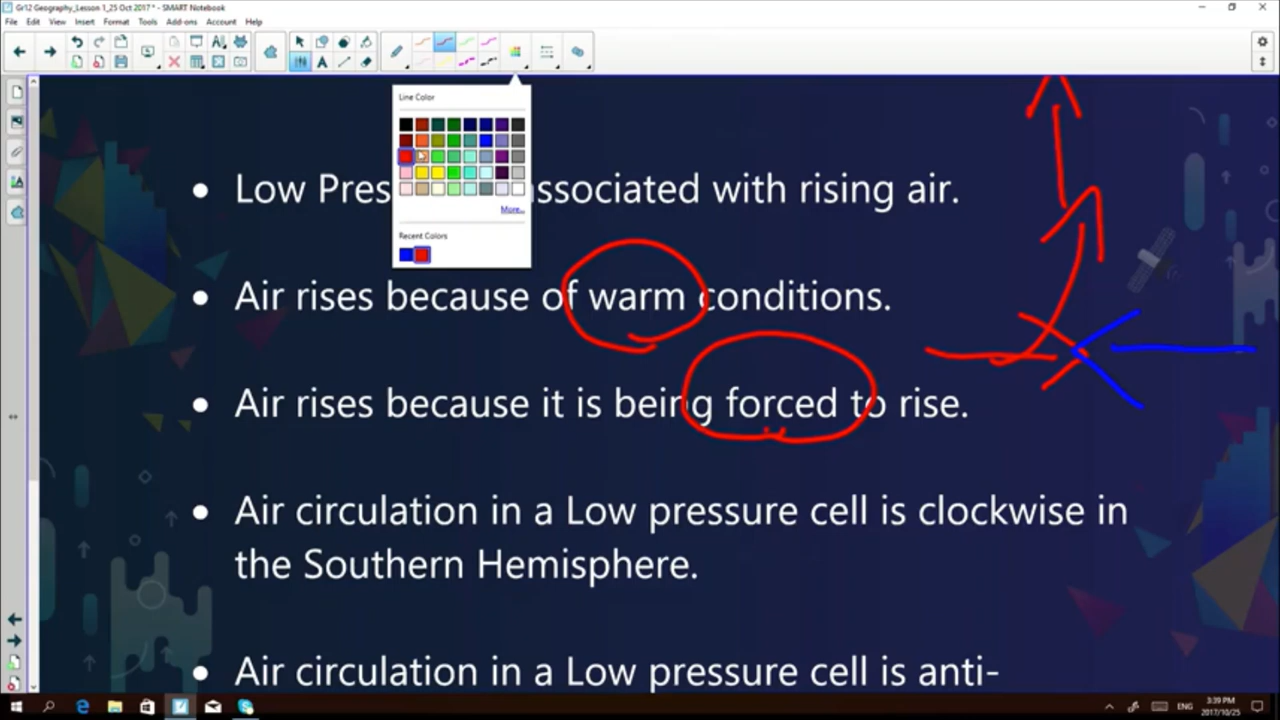 Gr12 Geography_Lesson 1_25 Oct 2017 * - SMART Notebook
File Edit View Insert Format Tools Add-ons Account Help
Line Color
More...
Recent Colors
• Low Pres ssociated with rising air.
• Air rises because of warm conditions.
• Air rises because it is being forced to rise.
• Air circulation in a Low pressure cell is clockwise in
the Southern Hemisphere.
• Air circulation in a Low pressure cell is anti-
ENG
3:39 PM
2017/10/25